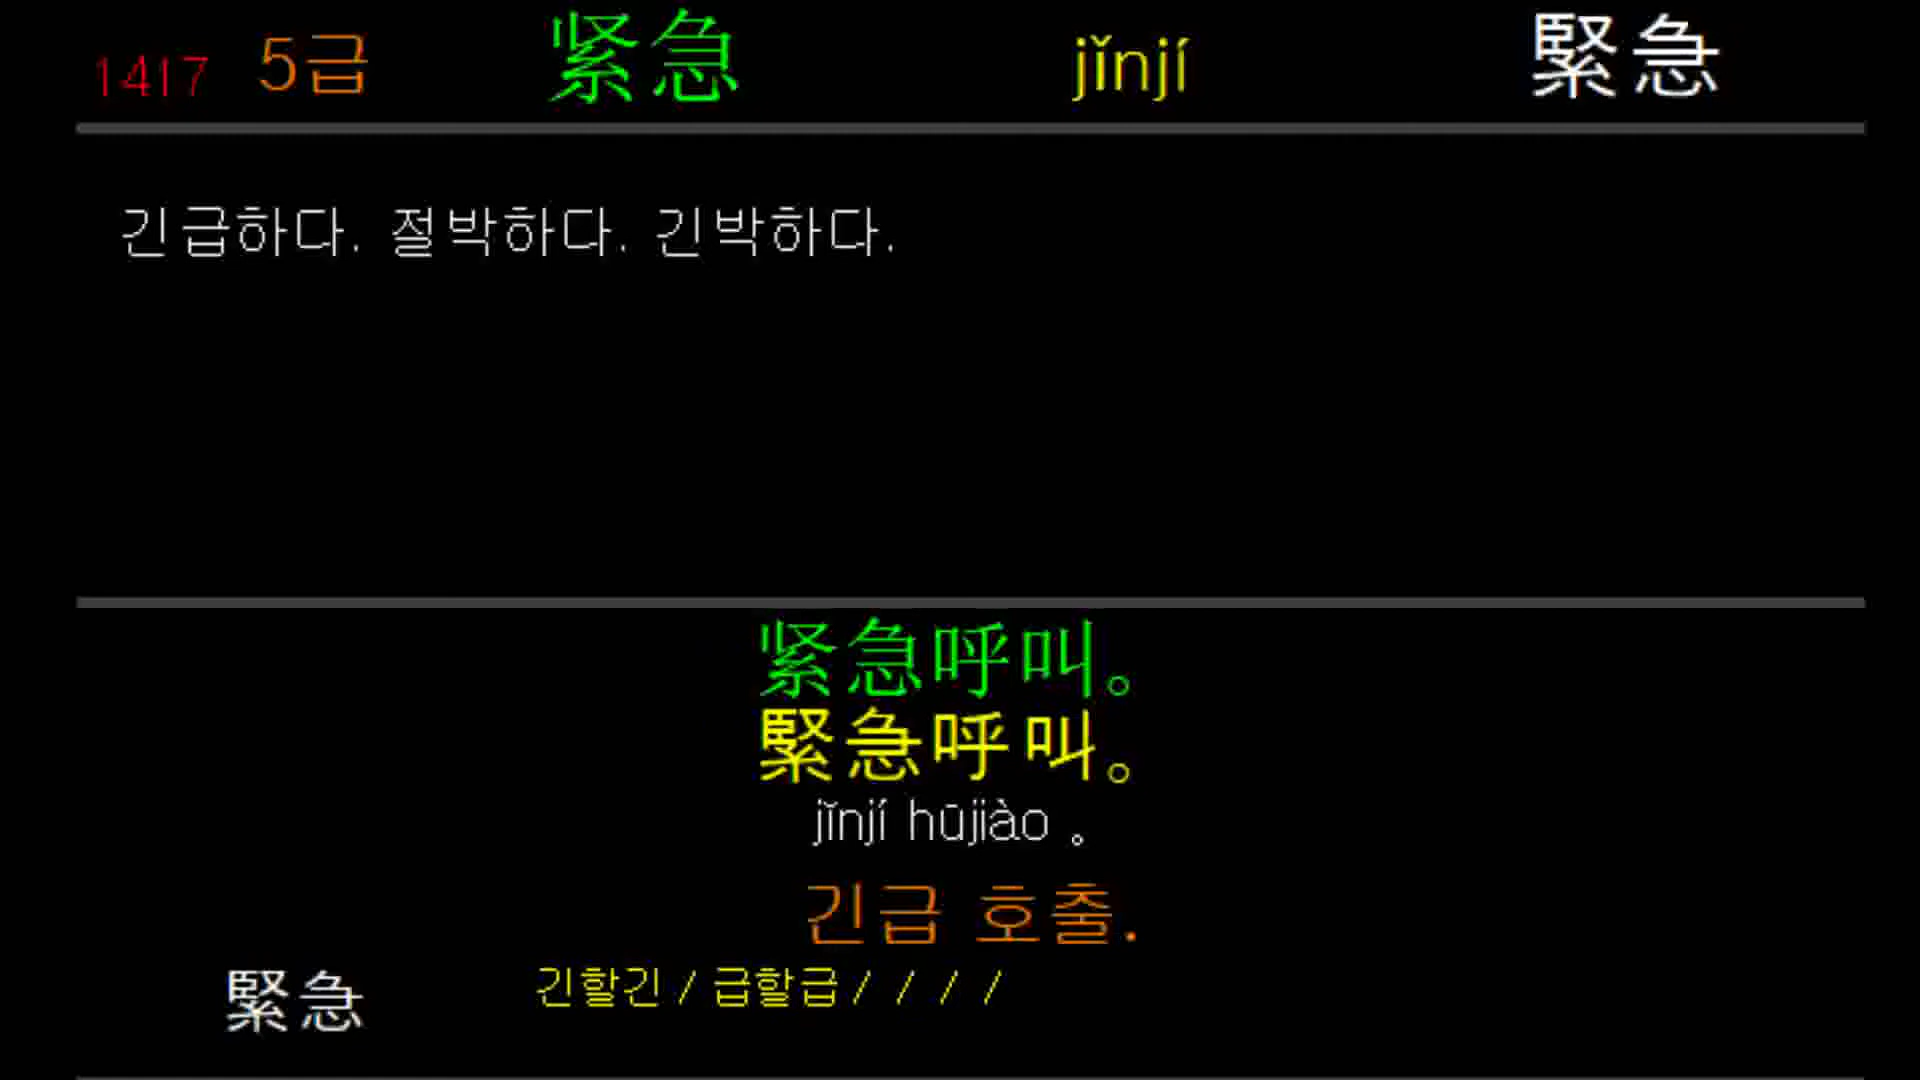 1417 5급 紧急 jǐnjí 緊急
긴급하다. 절박하다. 긴박하다.
紧急呼叫。
緊急呼叫。
jǐnjí hūjiào 。
긴급 호출.
緊急 긴할긴 / 급할급 / / / /